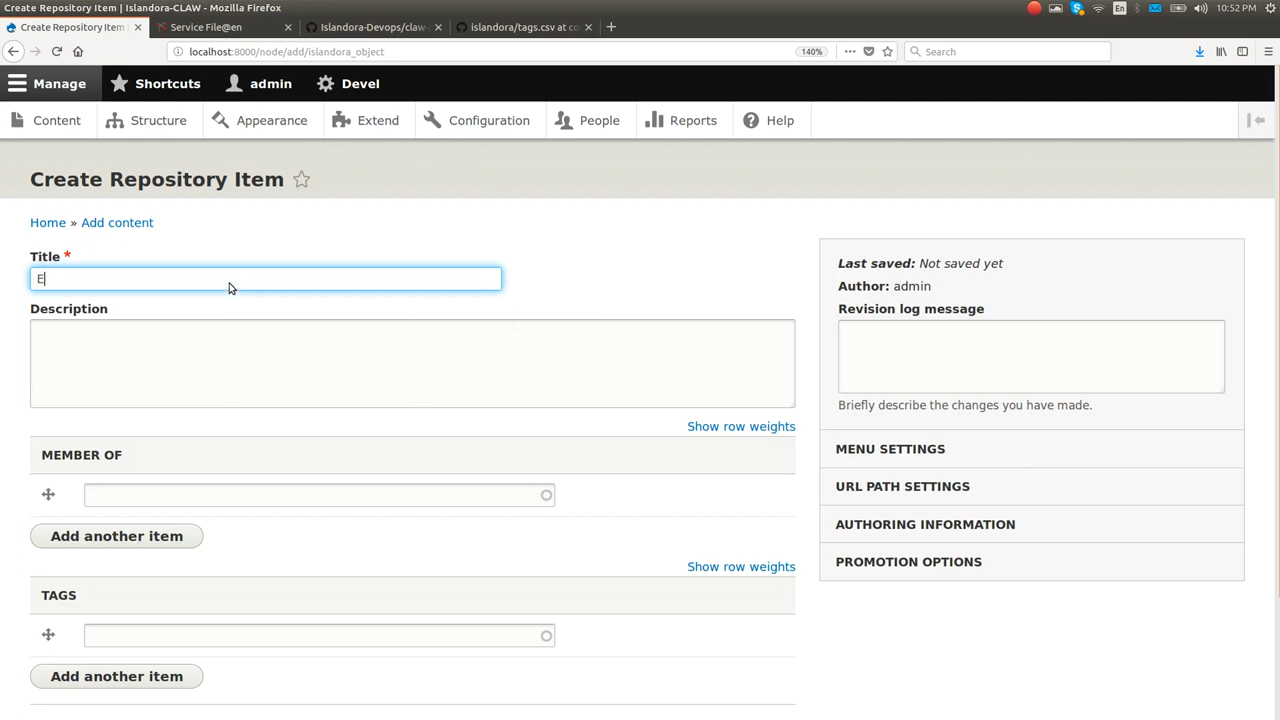 Create Repository Item | Islandora-CLAW - Mozilla Firefox
En
10:52 PM
Create Repository Item |
Service File@en
Islandora-Devops/claw-
islandora/tags.csv at co
localhost:8000/node/add/islandora_object
140%
Search
Manage
Shortcuts
admin
Devel
Content
Structure
Appearance
Extend
Configuration
People
Reports
Help
Create Repository Item
Home » Add content
Title *
E
Description
Show row weights
MEMBER OF
Add another item
Show row weights
TAGS
Add another item
Last saved: Not saved yet
Author: admin
Revision log message
Briefly describe the changes you have made.
MENU SETTINGS
URL PATH SETTINGS
AUTHORING INFORMATION
PROMOTION OPTIONS